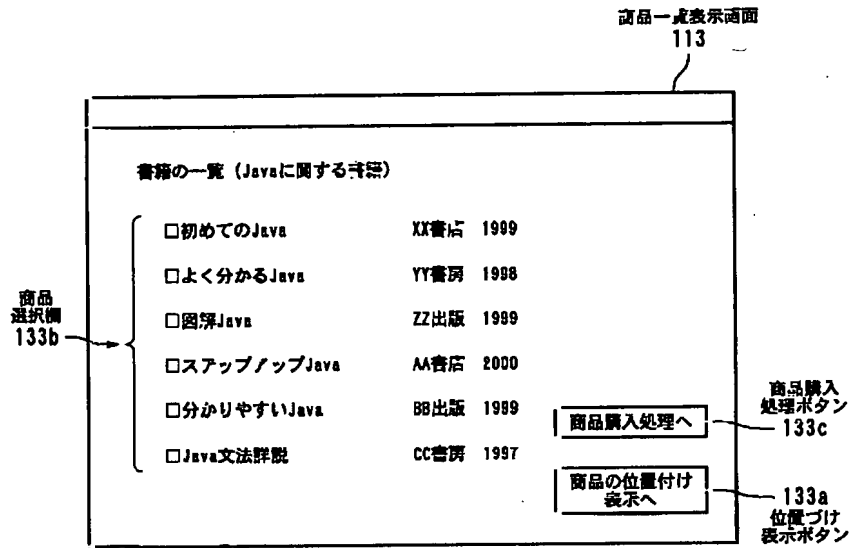 商品一覧表示画面
113
書籍の一覧(Javaに関する書籍)
□初めてのJava XX書店 1999
□よく分かるJava YY書房 1998
□図解Java ZZ出版 1999
□ステップアップJava AA書店 2000
□分かりやすいJava BB出版 1999
□Java文法詳説 CC書房 1997
商品
選択欄
133b
商品購入処理へ
商品購入
処理ボタン
133c
商品の位置付け
表示へ
133a
位置づけ
表示ボタン